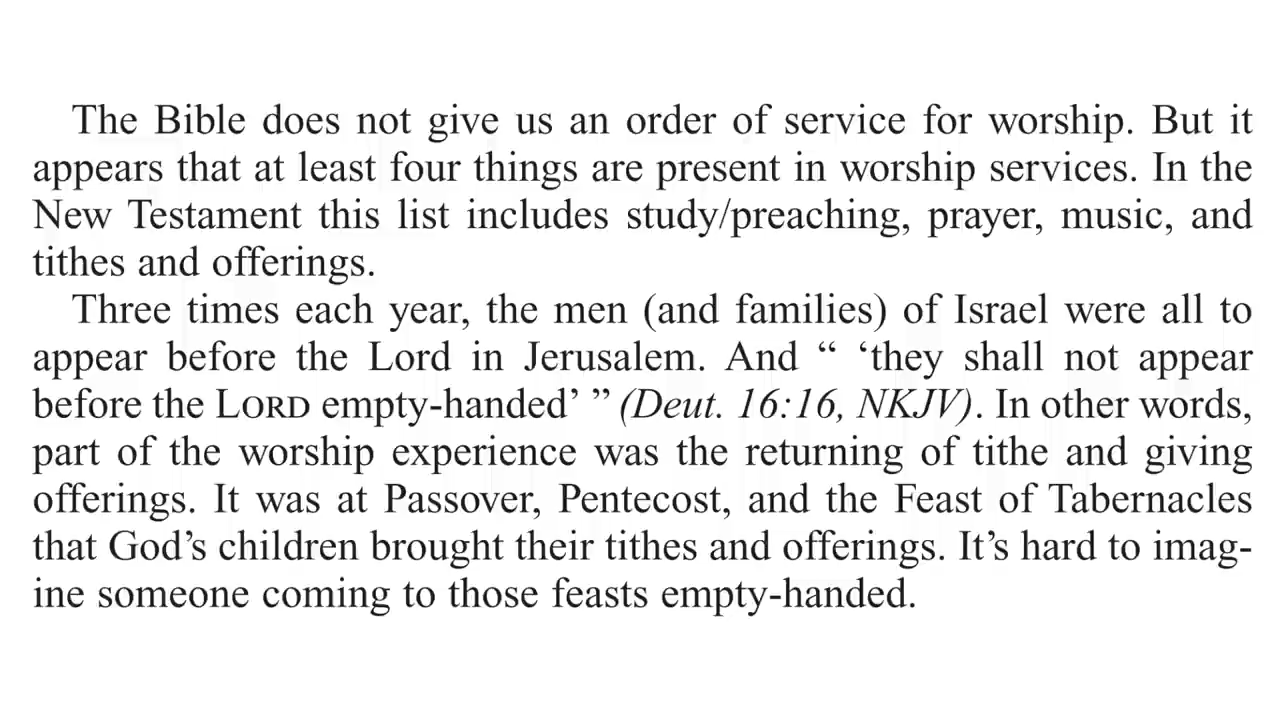 The Bible does not give us an order of service for worship. But it
appears that at least four things are present in worship services. In the
New Testament this list includes study/preaching, prayer, music, and
tithes and offerings.
Three times each year, the men (and families) of Israel were all to
appear before the Lord in Jerusalem. And “ ‘they shall not appear
before the LORD empty-handed’ ” (Deut. 16:16, NKJV). In other words,
part of the worship experience was the returning of tithe and giving
offerings. It was at Passover, Pentecost, and the Feast of Tabernacles
that God’s children brought their tithes and offerings. It’s hard to imag-
ine someone coming to those feasts empty-handed.